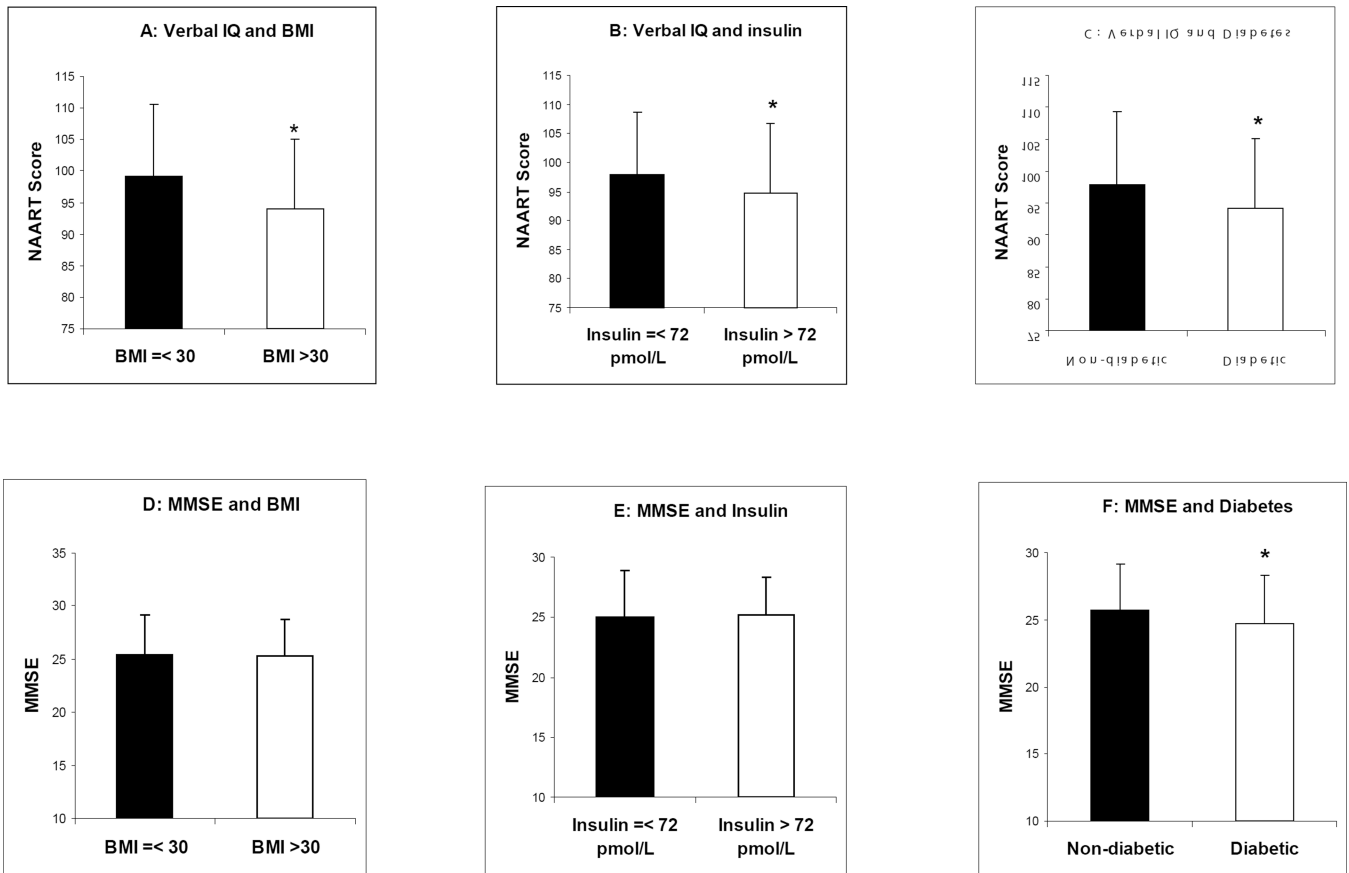 A: Verbal IQ and BMI
NAART Score
115
110
105
100
95
90
85
80
75
*
BMI =< 30
BMI >30
B: Verbal IQ and insulin
NAART Score
115
110
105
100
95
90
85
80
75
*
Insulin =< 72
pmol/L
Insulin > 72
pmol/L
C: Verbal IQ and Diabetes
NAART Score
115
110
105
100
95
90
85
80
75
*
Non-diabetic
Diabetic
D: MMSE and BMI
MMSE
35
30
25
20
15
10
BMI =< 30
BMI >30
E: MMSE and Insulin
MMSE
30
25
20
15
10
Insulin =< 72
pmol/L
Insulin > 72
pmol/L
F: MMSE and Diabetes
MMSE
30
25
20
15
10
*
Non-diabetic
Diabetic